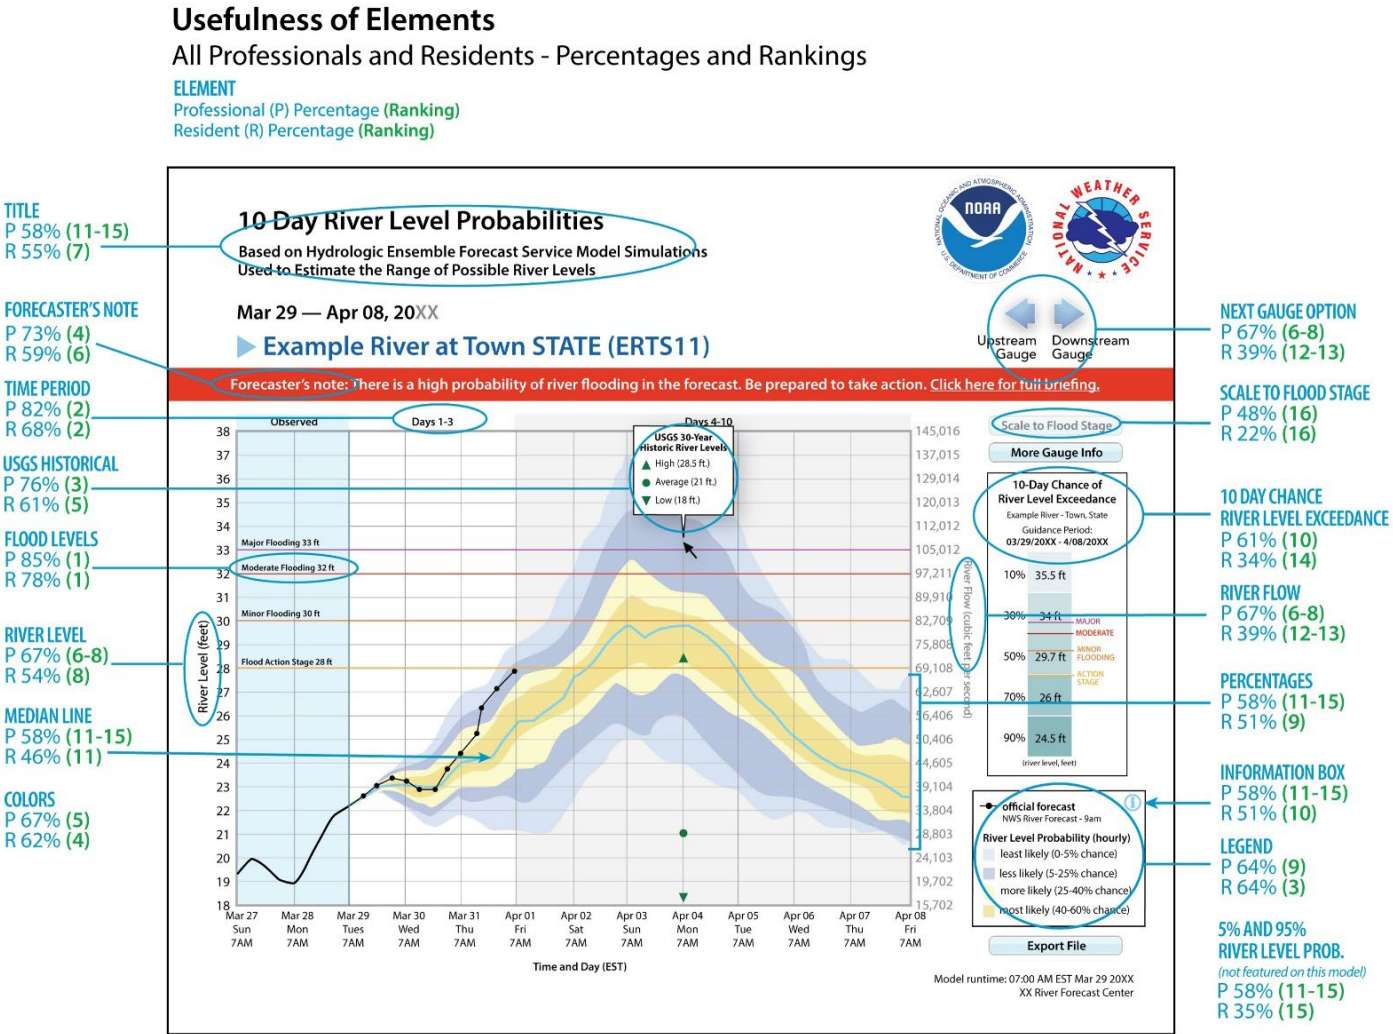 Usefulness of Elements
All Professionals and Residents - Percentages and Rankings
ELEMENT
Professional (P) Percentage (Ranking)
Resident (R) Percentage (Ranking)
TITLE
P 58% (11-15)
R 55% (7)
FORECASTER'S NOTE
P 73% (4)
R 59% (6)
TIME PERIOD
P 82% (2)
R 68% (2)
USGS HISTORICAL
P 76% (3)
R 61% (5)
FLOOD LEVELS
P 85% (1)
R 78% (1)
RIVER LEVEL
P 67% (6-8)
R 54% (8)
MEDIAN LINE
P 58% (11-15)
R 46% (11)
COLORS
P 67% (5)
R 62% (4)
10 Day River Level Probabilities
Based on Hydrologic Ensemble Forecast Service Model Simulations
Used to Estimate the Range of Possible River Levels
Mar 29 — Apr 08, 20XX
Example River at Town STATE (ERTS11)
NATIONAL OCEANIC AND ATMOSPHERIC ADMINISTRATION
NOAA
U.S. DEPARTMENT OF COMMERCE
NATIONAL WEATHER SERVICE
Upstream Gauge
Downstream Gauge
Forecaster's note: There is a high probability of river flooding in the forecast. Be prepared to take action. Click here for full briefing.
Observed
Days 1-3
Days 4-10
River Level (feet)
38
37
36
35
34
33
32
31
30
29
28
27
26
25
24
23
22
21
20
19
18
Major Flooding 33 ft
Moderate Flooding 32 ft
Minor Flooding 30 ft
Flood Action Stage 28 ft
USGS 30-Year
Historic River Levels
High (28.5 ft.)
Average (21 ft.)
Low (18 ft.)
145,016
137,015
129,014
120,013
112,012
105,012
97,211
89,910
82,709
75,808
69,108
62,607
56,406
50,406
44,605
39,104
33,804
28,803
24,103
19,702
15,702
River Flow (cubic feet per second)
Mar 27 Sun 7AM
Mar 28 Mon 7AM
Mar 29 Tues 7AM
Mar 30 Wed 7AM
Mar 31 Thu 7AM
Apr 01 Fri 7AM
Apr 02 Sat 7AM
Apr 03 Sun 7AM
Apr 04 Mon 7AM
Apr 05 Tue 7AM
Apr 06 Wed 7AM
Apr 07 Thu 7AM
Apr 08 Fri 7AM
Time and Day (EST)
Scale to Flood Stage
More Gauge Info
10-Day Chance of
River Level Exceedance
Example River - Town, State
Guidance Period:
03/29/20XX - 4/08/20XX
10% 35.5 ft
30% 34 ft
MAJOR
MODERATE
50% 29.7 ft
MINOR FLOODING
ACTION STAGE
70% 26 ft
90% 24.5 ft
(river level, feet)
official forecast
NWS River Forecast - 9am
River Level Probability (hourly)
least likely (0-5% chance)
less likely (5-25% chance)
more likely (25-40% chance)
most likely (40-60% chance)
Export File
Model runtime: 07:00 AM EST Mar 29 20XX
XX River Forecast Center
NEXT GAUGE OPTION
P 67% (6-8)
R 39% (12-13)
SCALE TO FLOOD STAGE
P 48% (16)
R 22% (16)
10 DAY CHANCE
RIVER LEVEL EXCEEDANCE
P 61% (10)
R 34% (14)
RIVER FLOW
P 67% (6-8)
R 39% (12-13)
PERCENTAGES
P 58% (11-15)
R 51% (9)
INFORMATION BOX
P 58% (11-15)
R 51% (10)
LEGEND
P 64% (9)
R 64% (3)
5% AND 95%
RIVER LEVEL PROB.
(not featured on this model)
P 58% (11-15)
R 35% (15)